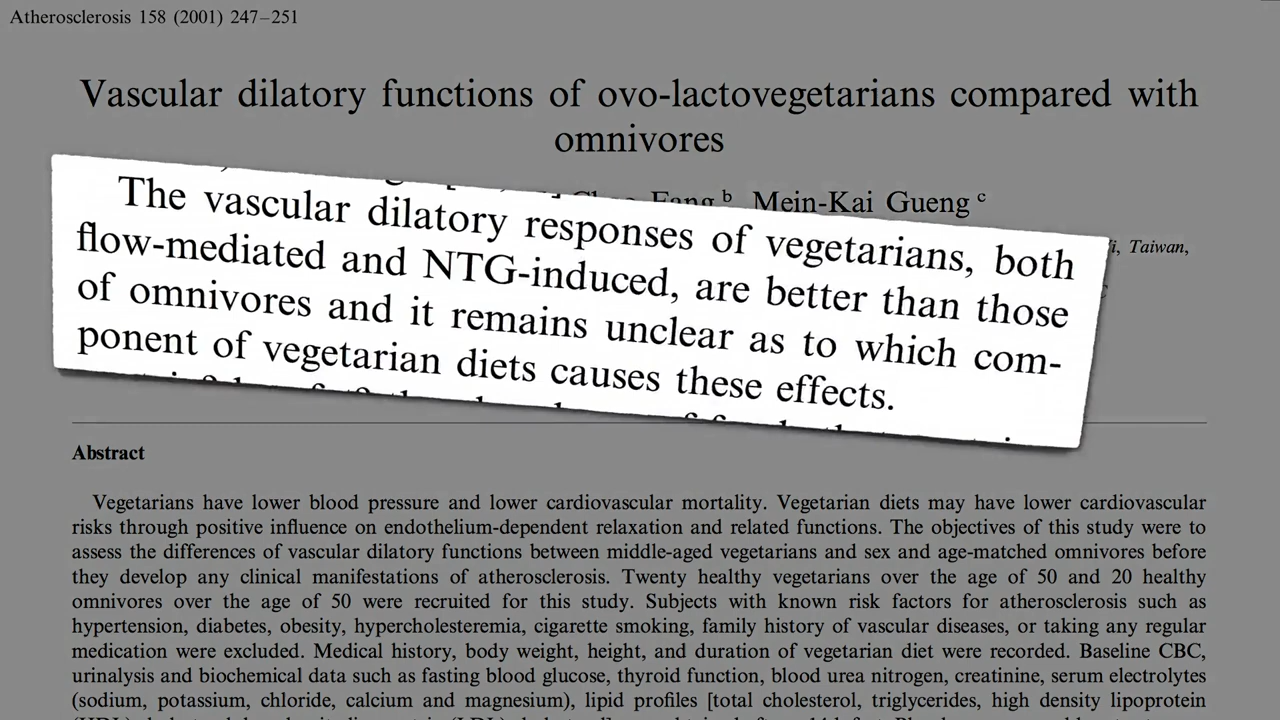 Atherosclerosis 158 (2001) 247–251
Vascular dilatory functions of ovo-lactovegetarians compared with
omnivores
Fang b Mein-Kai Gueng c
Taiwan,
The vascular dilatory responses of vegetarians, both
flow-mediated and NTG-induced, are better than those
of omnivores and it remains unclear as to which com-
ponent of vegetarian diets causes these effects.
Abstract
Vegetarians have lower blood pressure and lower cardiovascular mortality. Vegetarian diets may have lower cardiovascular
risks through positive influence on endothelium-dependent relaxation and related functions. The objectives of this study were to
assess the differences of vascular dilatory functions between middle-aged vegetarians and sex and age-matched omnivores before
they develop any clinical manifestations of atherosclerosis. Twenty healthy vegetarians over the age of 50 and 20 healthy
omnivores over the age of 50 were recruited for this study. Subjects with known risk factors for atherosclerosis such as
hypertension, diabetes, obesity, hypercholesteremia, cigarette smoking, family history of vascular diseases, or taking any regular
medication were excluded. Medical history, body weight, height, and duration of vegetarian diet were recorded. Baseline CBC,
urinalysis and biochemical data such as fasting blood glucose, thyroid function, blood urea nitrogen, creatinine, serum electrolytes
(sodium, potassium, chloride, calcium and magnesium), lipid profiles [total cholesterol, triglycerides, high density lipoprotein